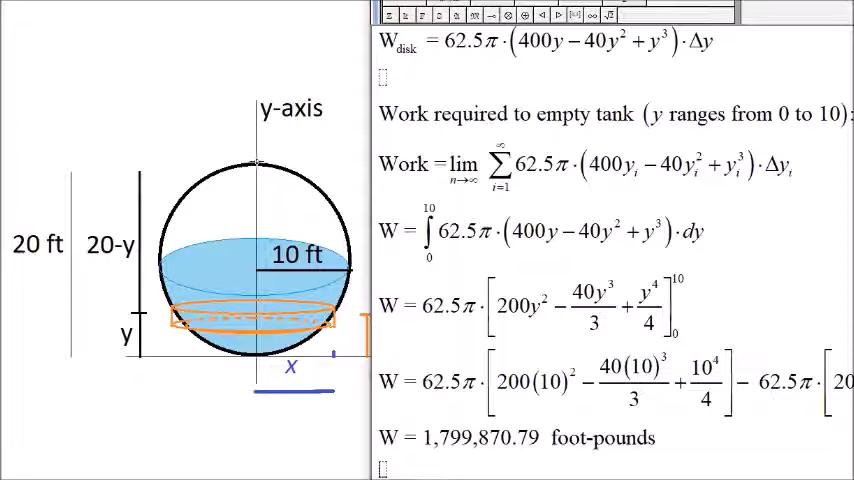 W_disk = 62.5π·(400y − 40y² + y³)·Δy
Work required to empty tank (y ranges from 0 to 10):
Work = lim_{n→∞} ∑_{i=1}^{∞} 62.5π·(400y_i − 40y_i² + y_i³)·Δy_i
W = ∫_0^10 62.5π·(400y − 40y² + y³)·dy
W = 62.5π·[200y² − 40y³/3 + y⁴/4]_0^10
W = 62.5π·[200(10)² − 40(10)³/3 + 10⁴/4] − 62.5π·[20
W = 1,799,870.79 foot-pounds
y-axis
20 ft
20-y
10 ft
y
x